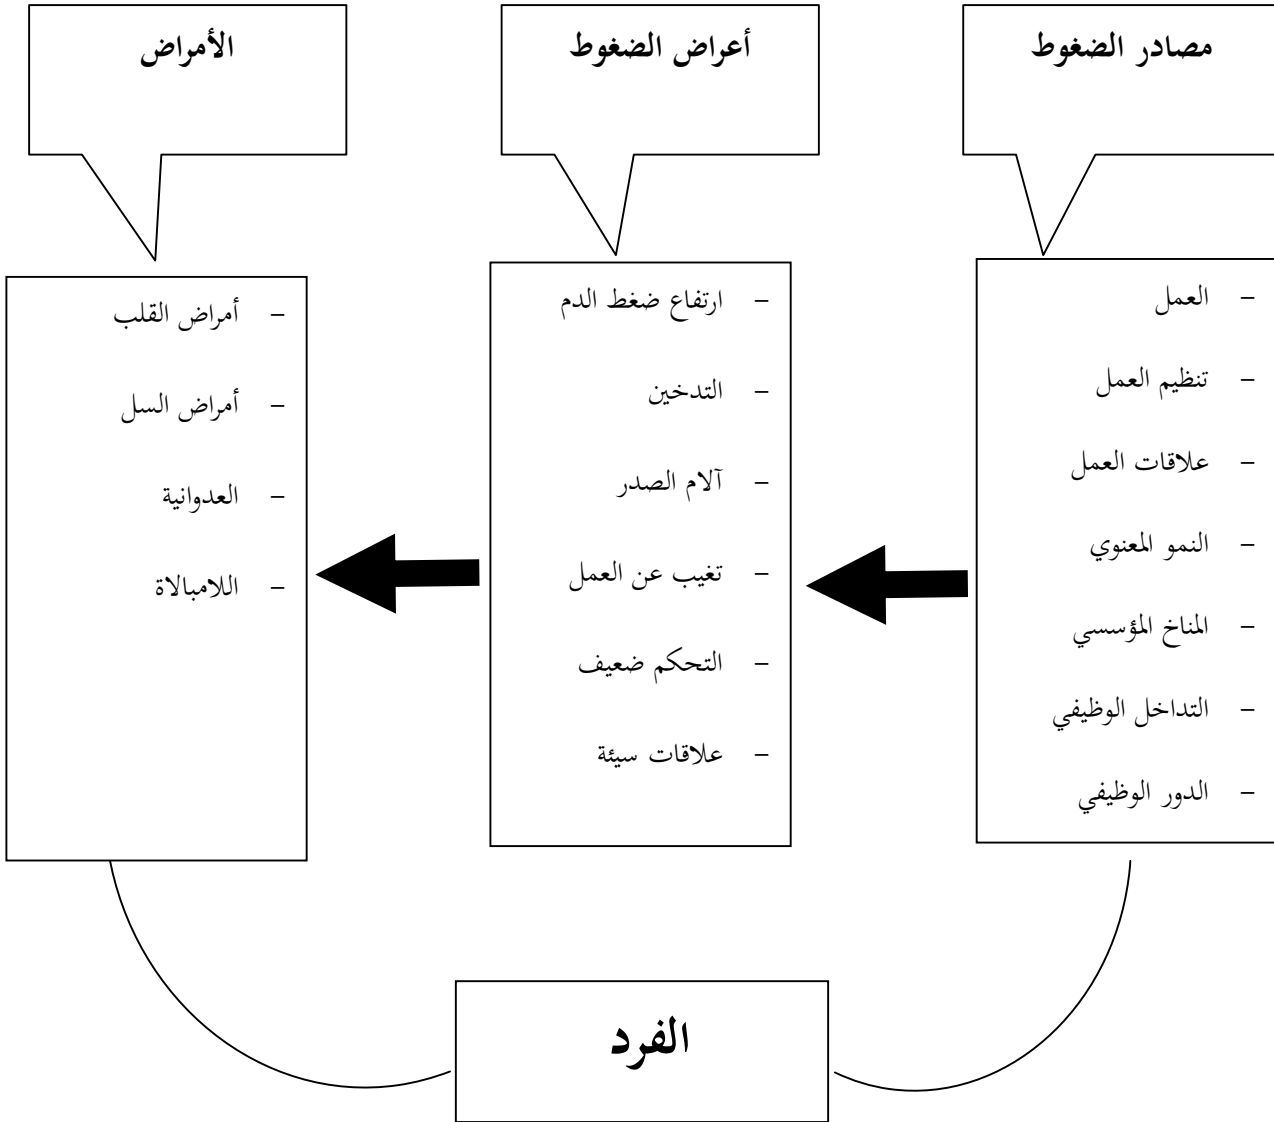 مصادر الضغوط
أعراض الضغوط
الأمراض
- العمل
- تنظيم العمل
- علاقات العمل
- النمو المعنوي
- المناخ المؤسسي
- التداخل الوظيفي
- الدور الوظيفي
- ارتفاع ضغط الدم
- التدخين
- آلام الصدر
- تغيب عن العمل
- التحكم ضعيف
- علاقات سيئة
- أمراض القلب
- أمراض السل
- العدوانية
- اللامبالاة
الفرد